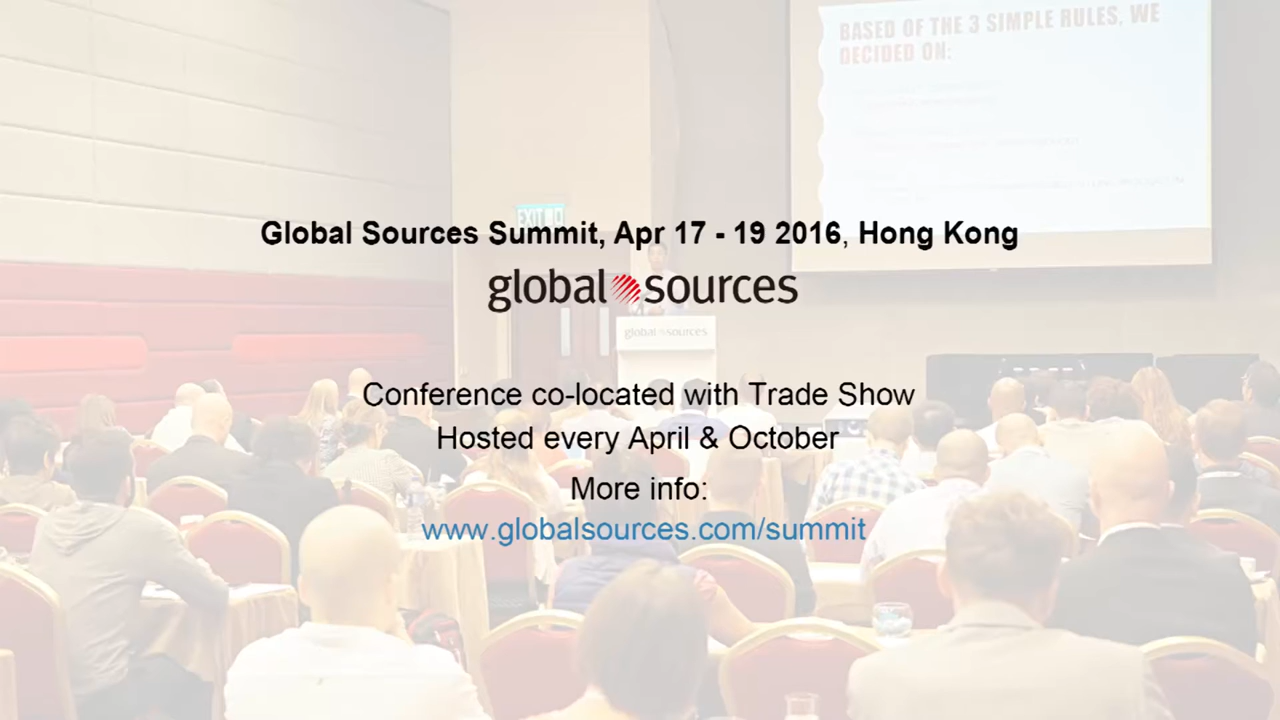 BASED OF THE 3 SIMPLE RULES, WE
DECIDED ON:
EXIT
Global Sources Summit, Apr 17 - 19 2016, Hong Kong
global sources
global sources
Conference co-located with Trade Show
Hosted every April & October
More info:
www.globalsources.com/summit